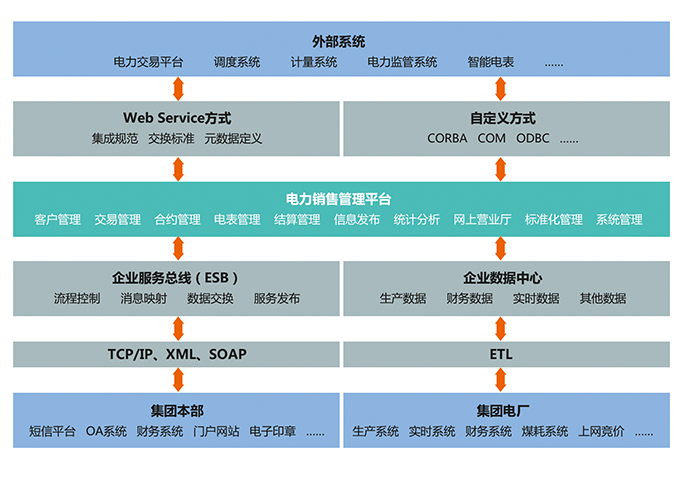 外部系统
电力交易平台 调度系统 计量系统 电力监管系统 智能电表 ……
Web Service方式
集成规范 交换标准 元数据定义
自定义方式
CORBA COM ODBC ……
电力销售管理平台
客户管理 交易管理 合约管理 电表管理 结算管理 信息发布 统计分析 网上营业厅 标准化管理 系统管理
企业服务总线（ESB）
流程控制 消息映射 数据交换 服务发布
企业数据中心
生产数据 财务数据 实时数据 其他数据
TCP/IP、XML、SOAP
ETL
集团本部
短信平台 OA系统 财务系统 门户网站 电子印章 ……
集团电厂
生产系统 实时系统 财务系统 煤耗系统 上网竞价 ……